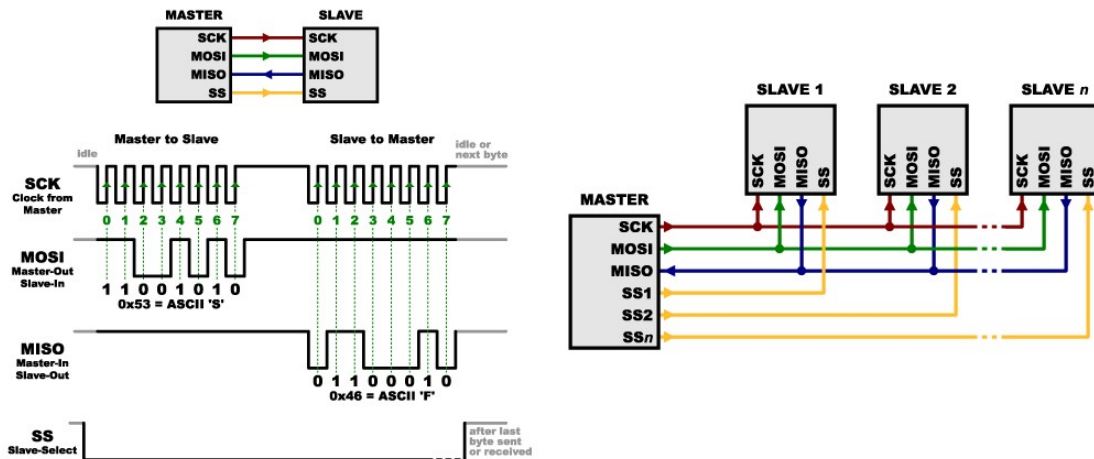 MASTER
SLAVE
SCK
MOSI
MISO
SS
SCK
MOSI
MISO
SS
Master to Slave
Slave to Master
idle
idle or
next byte
SCK
Clock from
Master
0 1 2 3 4 5 6 7
0 1 2 3 4 5 6 7
MOSI
Master-Out
Slave-In
1 1 0 0 1 0 1 0
0x53 = ASCII 'S'
MISO
Master-In
Slave-Out
0 1 1 0 0 0 1 0
0x46 = ASCII 'F'
SS
Slave-Select
after last
byte sent
or received
SLAVE 1
SLAVE 2
SLAVE n
SCK
MOSI
MISO
SS
SCK
MOSI
MISO
SS
SCK
MOSI
MISO
SS
MASTER
SCK
MOSI
MISO
SS1
SS2
SSn